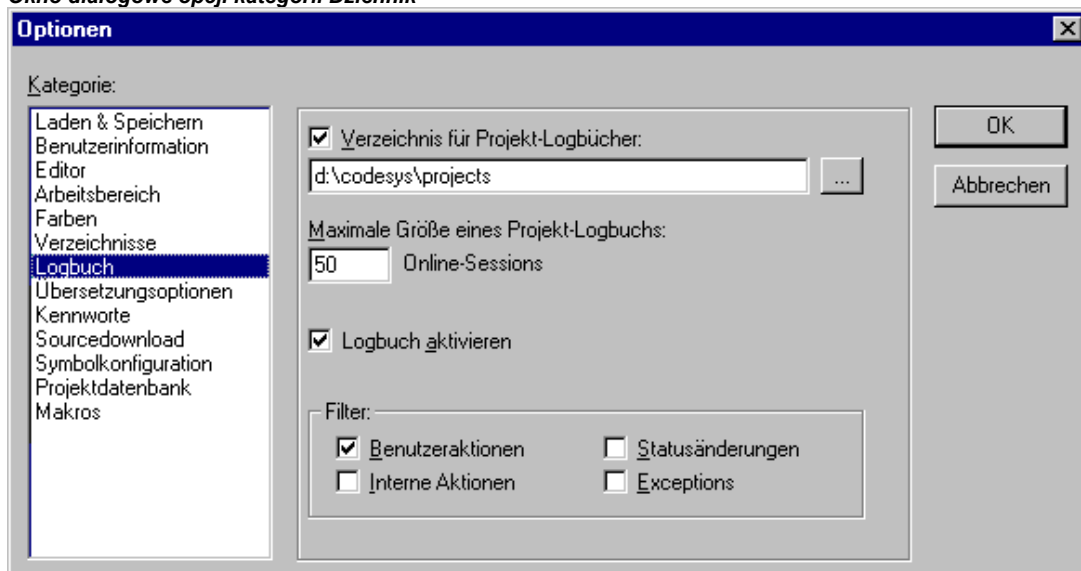 Okno dialogowe opcji kategorii Dziennik
Optionen
Kategorie:
Laden & Speichern
Benutzerinformation
Editor
Arbeitsbereich
Farben
Verzeichnisse
Logbuch
Übersetzungsoptionen
Kennworte
Sourcedownload
Symbolkonfiguration
Projektdatenbank
Makros
Verzeichnis für Projekt-Logbücher:
d:\codesys\projects
...
Maximale Größe eines Projekt-Logbuchs:
50 Online-Sessions
Logbuch aktivieren
Filter:
Benutzeraktionen Statusänderungen
Interne Aktionen Exceptions
OK
Abbrechen